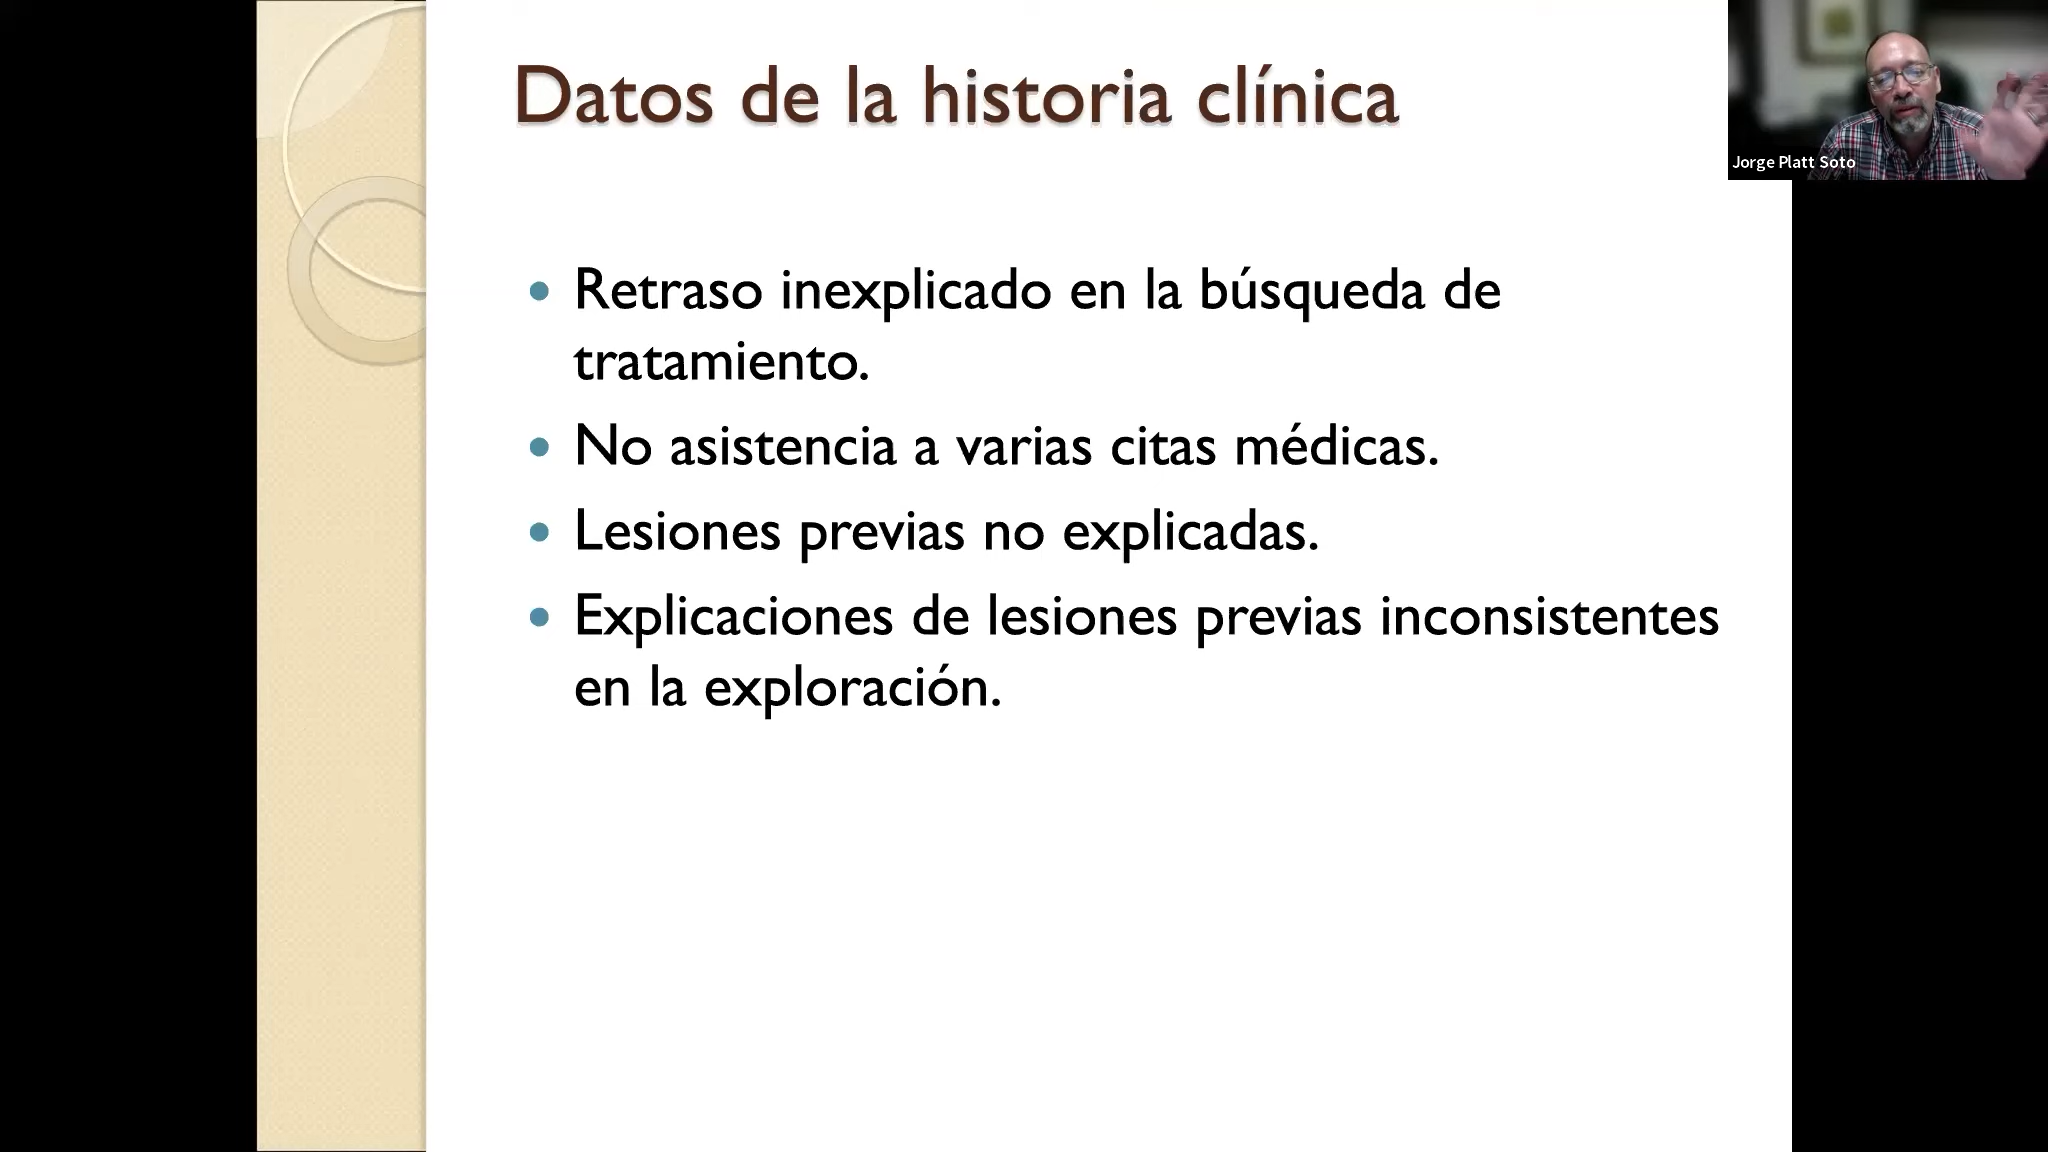 Datos de la historia clínica
Jorge Platt Soto
• Retraso inexplicado en la búsqueda de
tratamiento.
• No asistencia a varias citas médicas.
• Lesiones previas no explicadas.
• Explicaciones de lesiones previas inconsistentes
en la exploración.